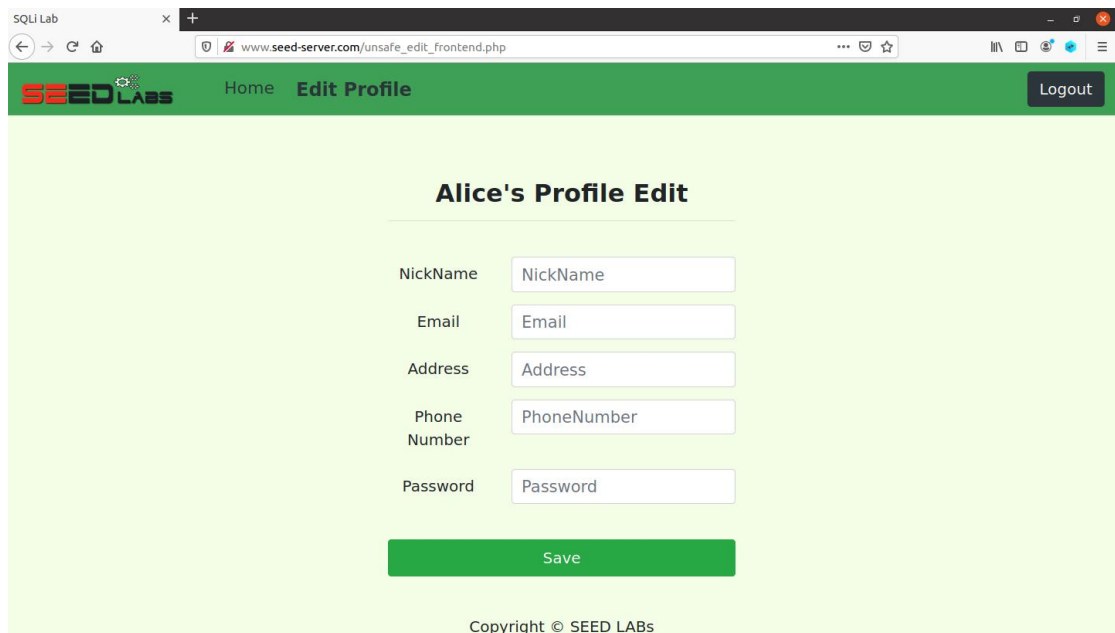 SQLi Lab
www.seed-server.com/unsafe_edit_frontend.php
SEEDLABS Home Edit Profile Logout
Alice's Profile Edit
NickName NickName
Email Email
Address Address
Phone Number PhoneNumber
Password Password
Save
Copyright © SEED LABs